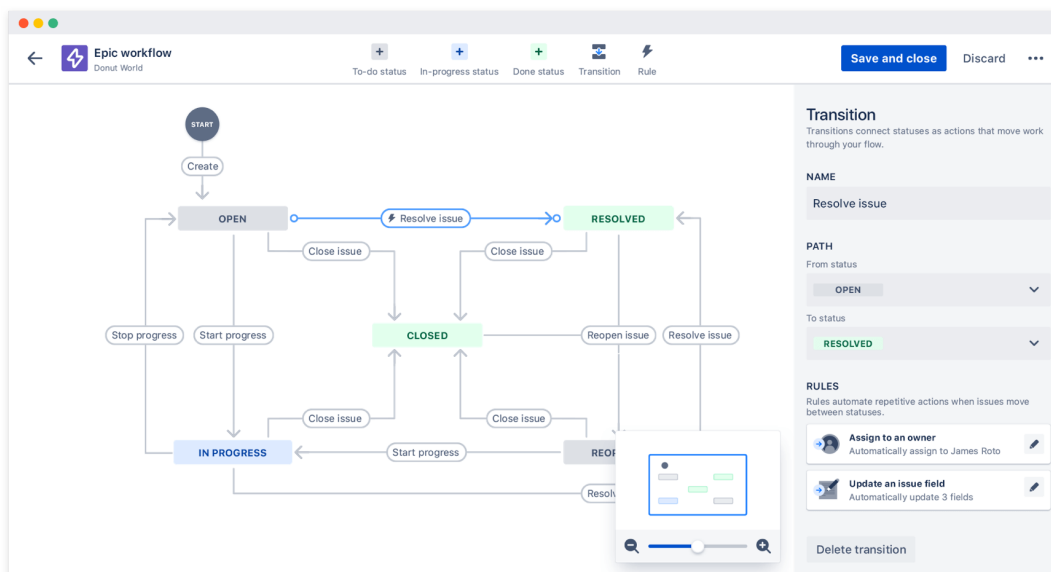 Epic workflow
Donut World
To-do status
In-progress status
Done status
Transition
Rule
Save and close
Discard
START
Create
OPEN
Resolve issue
RESOLVED
Close issue
Close issue
Stop progress
Start progress
CLOSED
Reopen issue
Resolve issue
Close issue
Close issue
IN PROGRESS
Start progress
Transition
Transitions connect statuses as actions that move work
through your flow.
NAME
Resolve issue
PATH
From status
OPEN
To status
RESOLVED
RULES
Rules automate repetitive actions when issues move
between statuses.
Assign to an owner
Automatically assign to James Roto
Update an issue field
Automatically update 3 fields
Delete transition